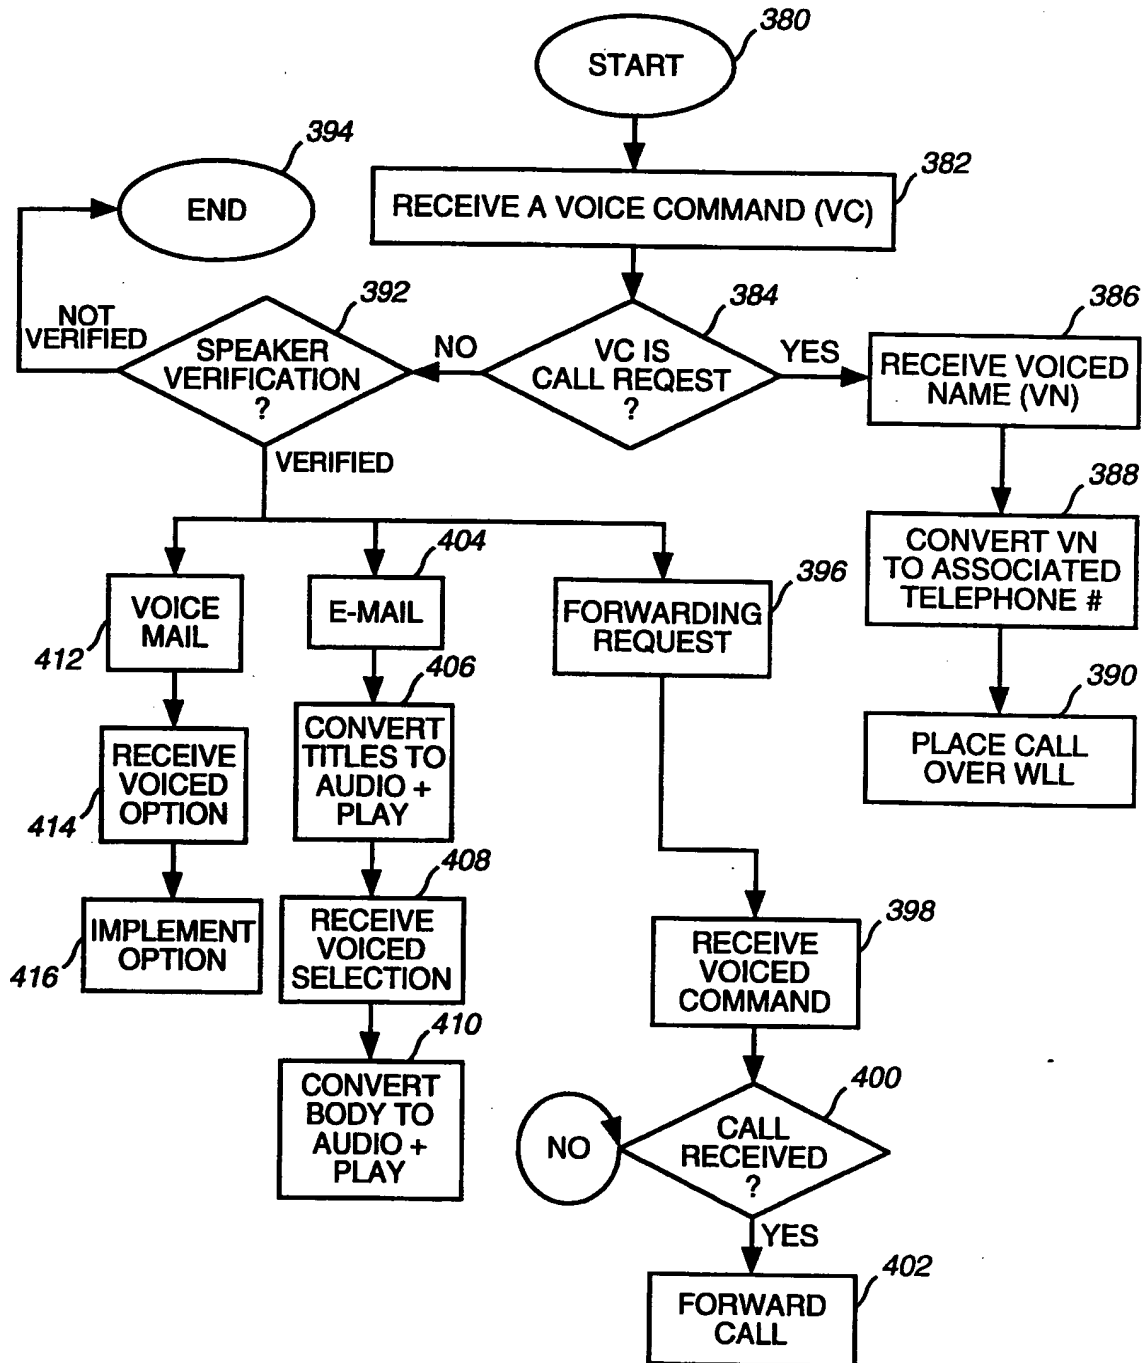 380
START
394
END
382
RECEIVE A VOICE COMMAND (VC)
392
NOT
VERIFIED
SPEAKER
VERIFICATION
?
NO
384
VC IS
CALL REQEST
?
YES
386
RECEIVE VOICED
NAME (VN)
VERIFIED
388
CONVERT VN
TO ASSOCIATED
TELEPHONE #
390
PLACE CALL
OVER WLL
412
VOICE
MAIL
404
E-MAIL
396
FORWARDING
REQUEST
414
RECEIVE
VOICED
OPTION
406
CONVERT
TITLES TO
AUDIO +
PLAY
416
IMPLEMENT
OPTION
408
RECEIVE
VOICED
SELECTION
398
RECEIVE
VOICED
COMMAND
410
CONVERT
BODY TO
AUDIO +
PLAY
400
CALL
RECEIVED
?
NO
YES
402
FORWARD
CALL